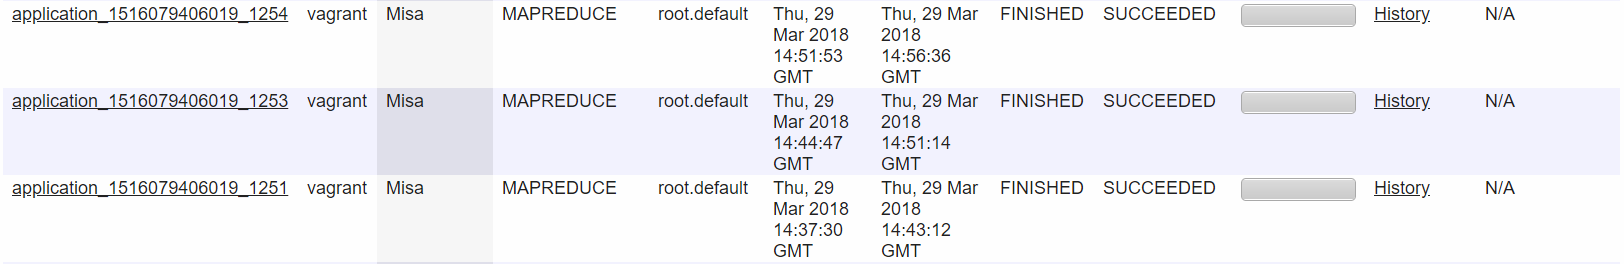 application_1516079406019_1254 vagrant Misa MAPREDUCE root.default Thu, 29 Thu, 29 Mar FINISHED SUCCEEDED History N/A
Mar 2018 2018
14:51:53 14:56:36
GMT GMT
application_1516079406019_1253 vagrant Misa MAPREDUCE root.default Thu, 29 Thu, 29 Mar FINISHED SUCCEEDED History N/A
Mar 2018 2018
14:44:47 14:51:14
GMT GMT
application_1516079406019_1251 vagrant Misa MAPREDUCE root.default Thu, 29 Thu, 29 Mar FINISHED SUCCEEDED History N/A
Mar 2018 2018
14:37:30 14:43:12
GMT GMT